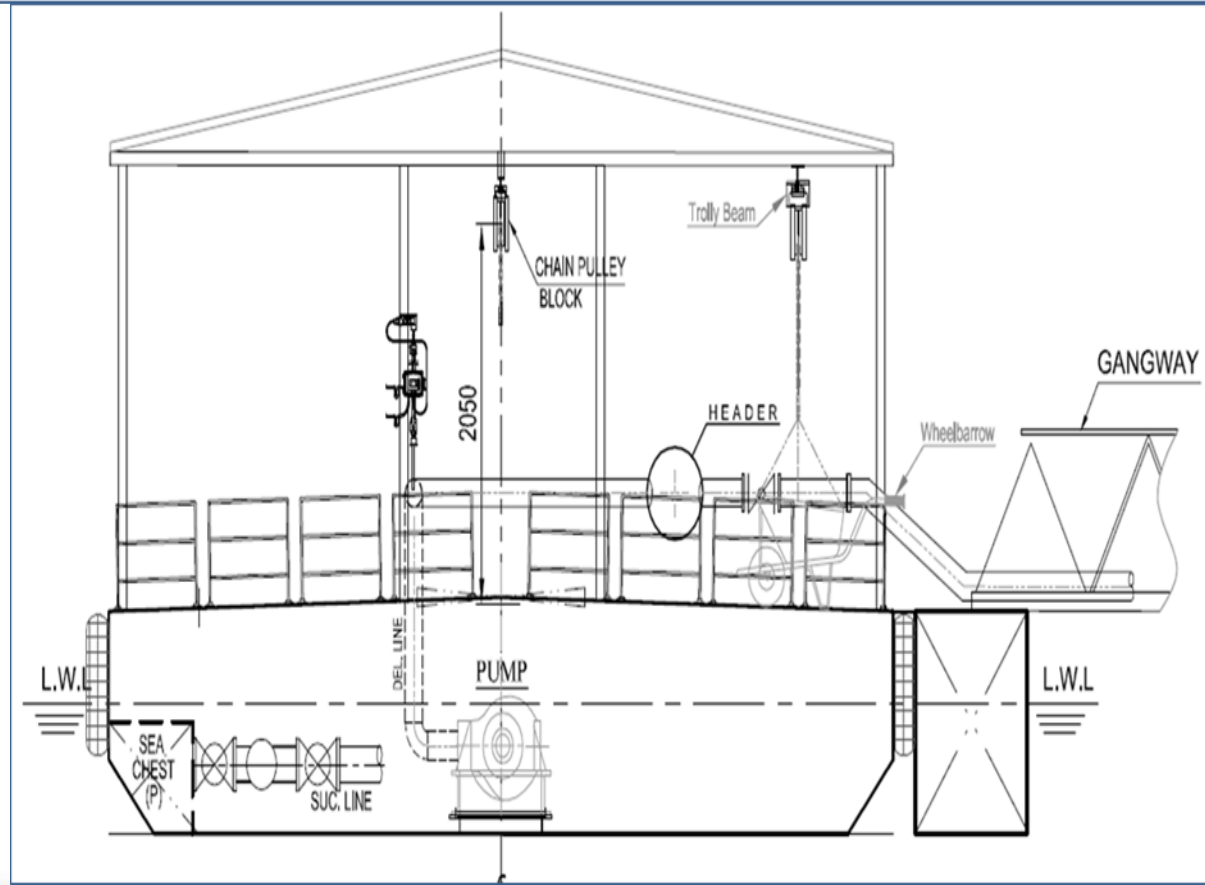 Trolly Beam
CHAIN PULLEY
BLOCK
GANGWAY
2050
HEADER
Wheelbarrow
DEL. LINE
PUMP
L.W.L
L.W.L
SEA
CHEST
(P)
SUC. LINE